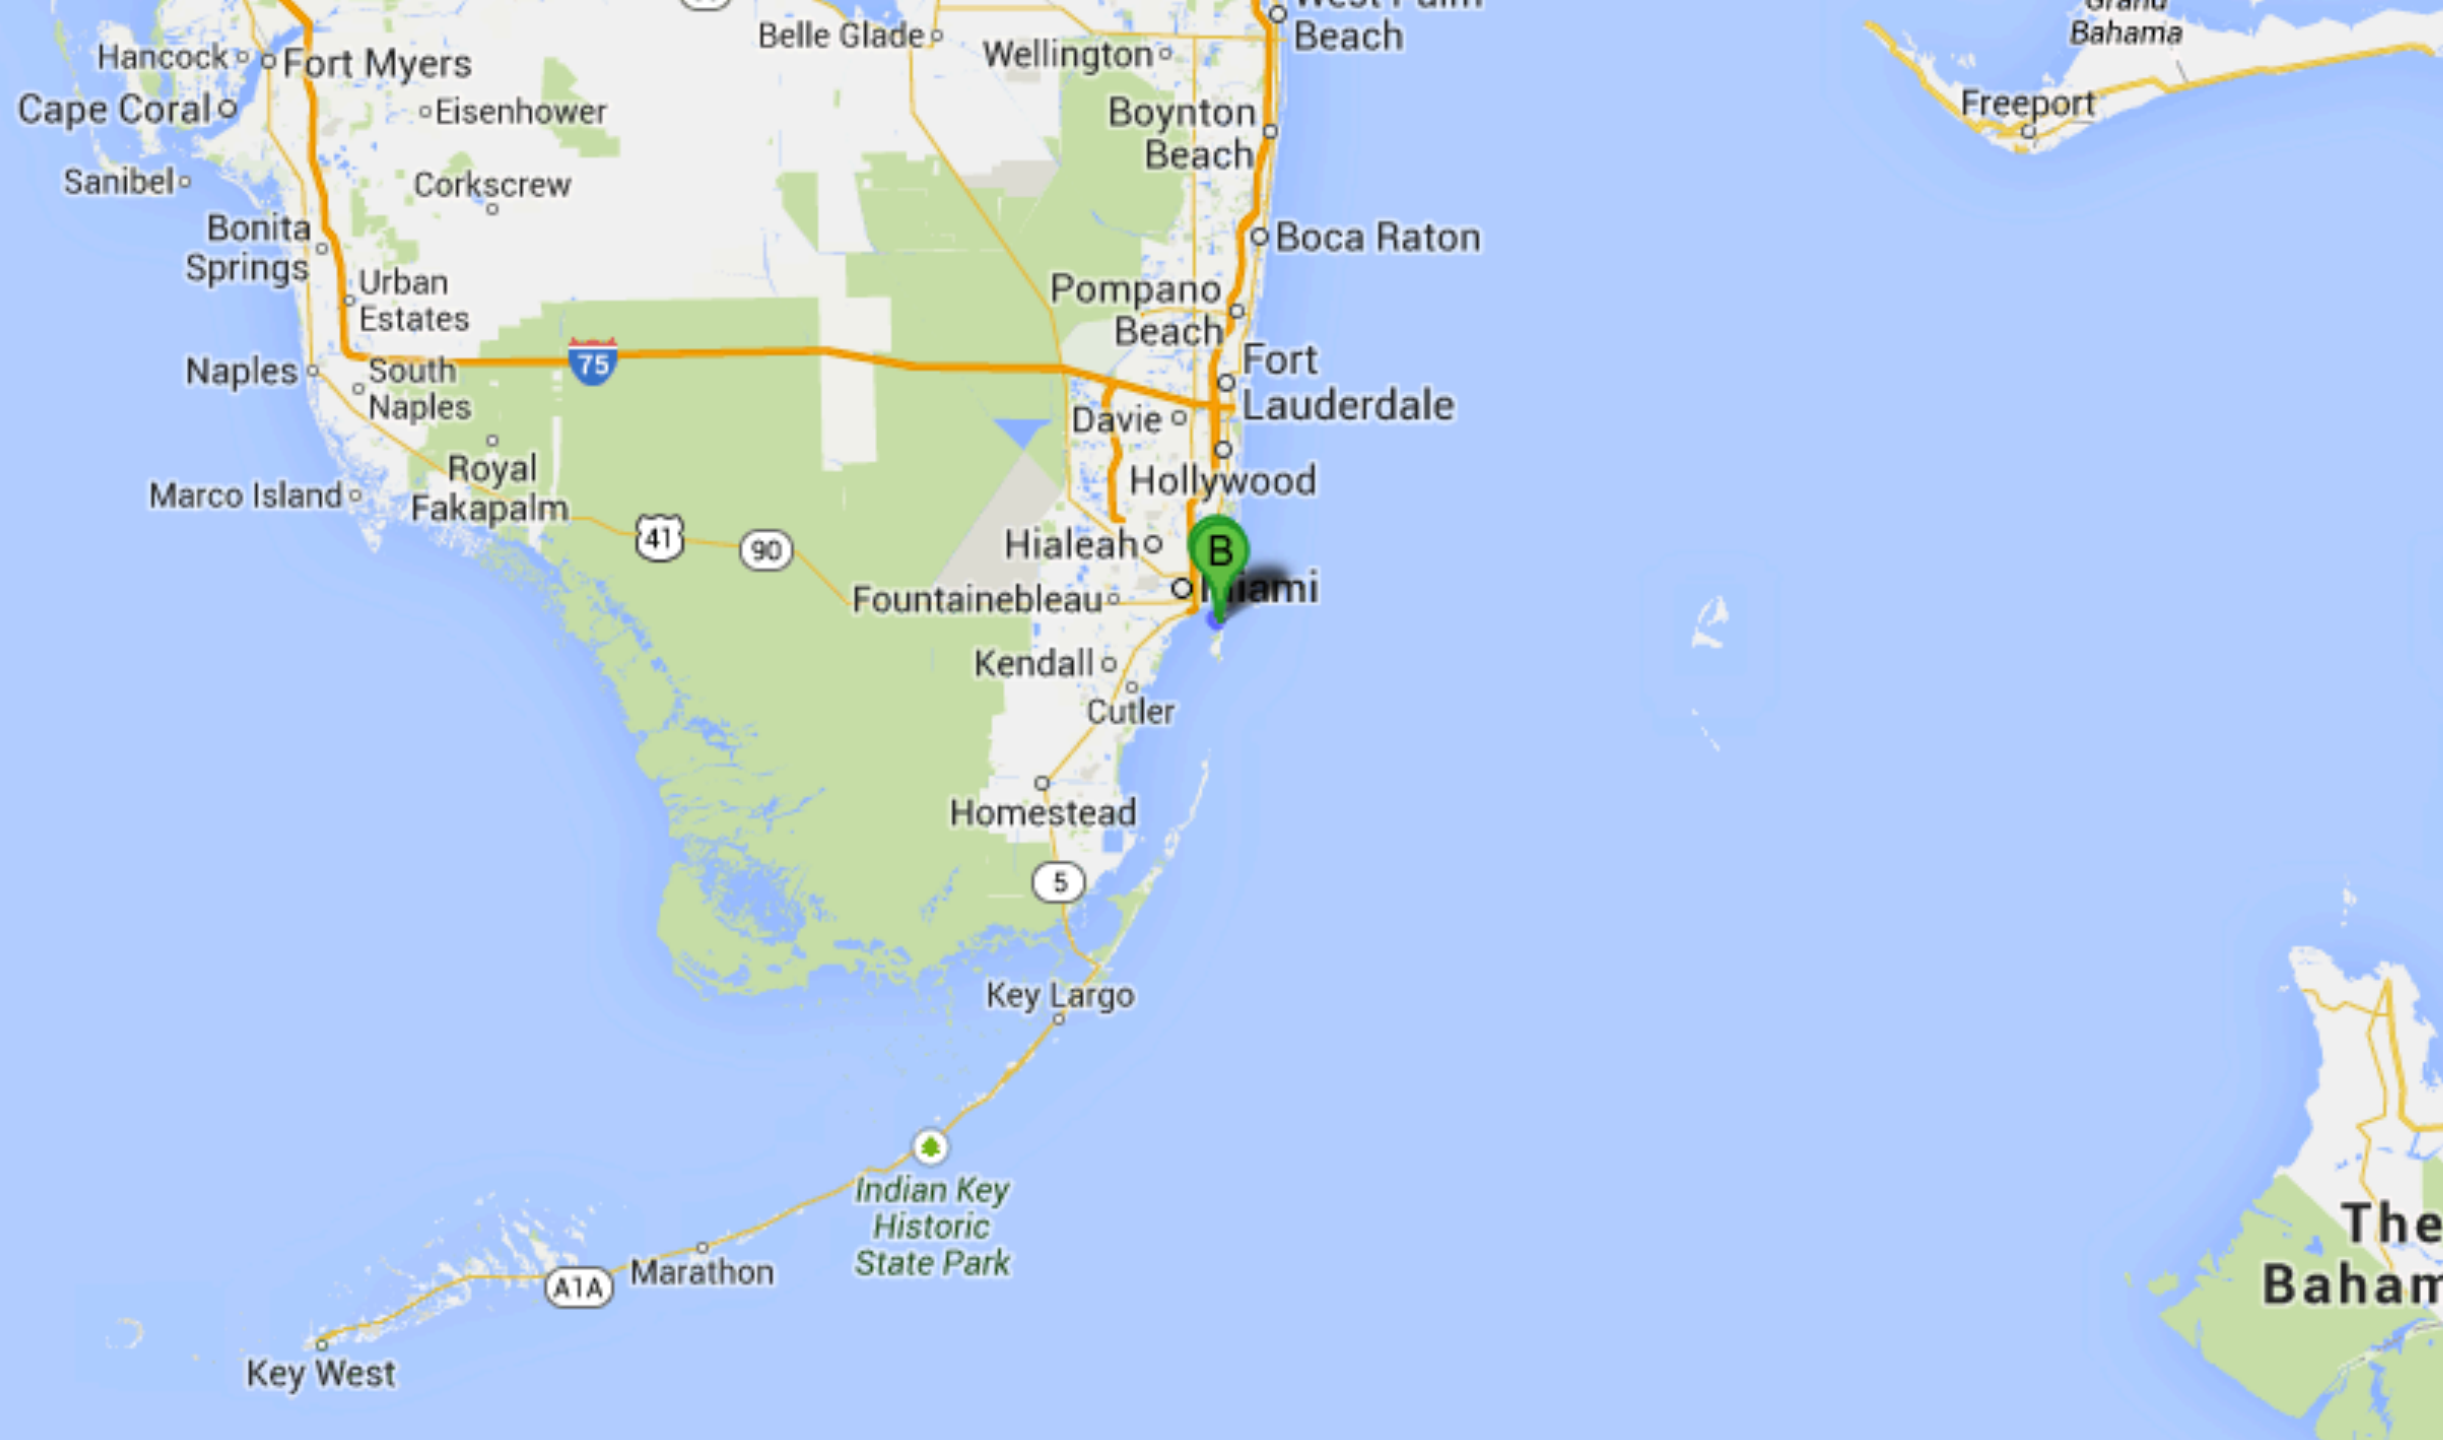 West Palm
Beach
Grand
Bahama
Belle Glade
Wellington
Hancock
Fort Myers
Cape Coral
Eisenhower
Boynton
Beach
Freeport
Sanibel
Corkscrew
Bonita
Springs
Boca Raton
Urban
Estates
Pompano
Beach
75
Fort
Lauderdale
Naples
South
Naples
Davie
Royal
Fakapalm
Hollywood
Marco Island
41
90
Hialeah
B
Miami
Fountainebleau
Kendall
Cutler
Homestead
5
Key Largo
Indian Key
Historic
State Park
The
Baham
Marathon
A1A
Key West